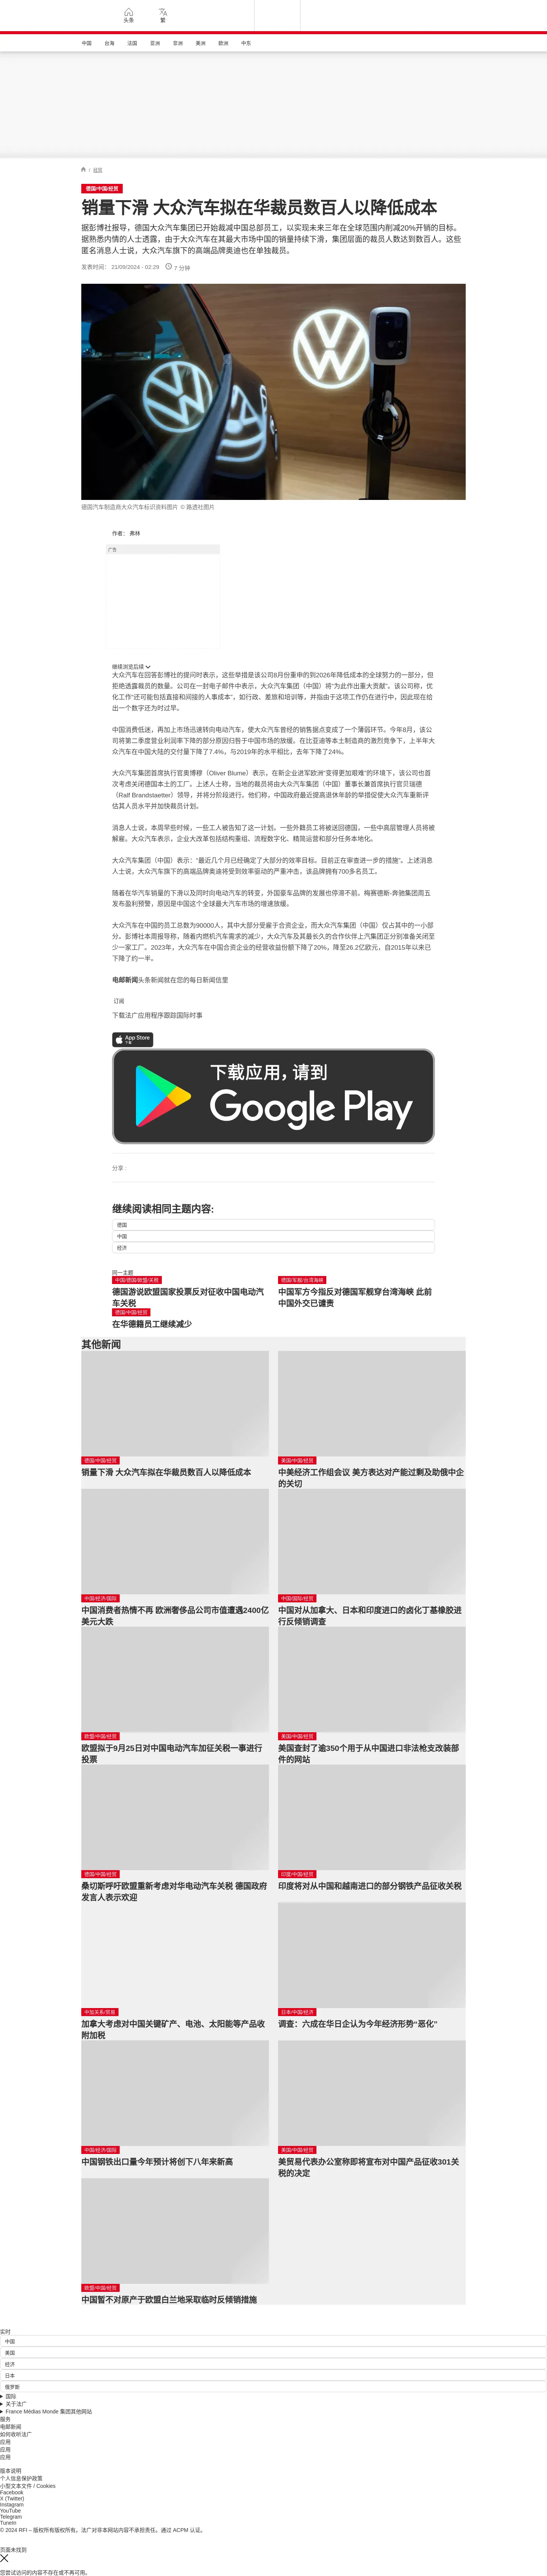 头条
繁
中国
台海
法国
亚洲
非洲
美洲
欧洲
中东
/ 经贸
德国/中国/经贸
销量下滑 大众汽车拟在华裁员数百人以降低成本
据彭博社报导，德国大众汽车集团已开始裁减中国总部员工，以实现未来三年在全球范围内削减20%开销的目标。
据熟悉内情的人士透露，由于大众汽车在其最大市场中国的销量持续下滑，集团层面的裁员人数达到数百人。这些
匿名消息人士说，大众汽车旗下的高端品牌奥迪也在单独裁员。
发表时间： 21/09/2024 - 02:29 7 分钟
德国汽车制造商大众汽车标识资料图片 © 路透社图片
作者： 弗林
广告
继续浏览后续
大众汽车在回答彭博社的提问时表示，这些举措是该公司8月份重申的到2026年降低成本的全球努力的一部分，但
拒绝透露裁员的数量。公司在一封电子邮件中表示，大众汽车集团（中国）将“为此作出重大贡献”。该公司称，优
化工作“还可能包括直接和间接的人事成本”，如行政、差旅和培训等，并指由于这项工作仍在进行中，因此现在给
出一个数字还为时过早。
中国消费低迷，再加上市场迅速转向电动汽车，使大众汽车曾经的销售据点变成了一个薄弱环节。今年8月，该公
司将第二季度营业利润率下降的部分原因归咎于中国市场的放缓。在比亚迪等本土制造商的激烈竞争下，上半年大
众汽车在中国大陆的交付量下降了7.4%，与2019年的水平相比，去年下降了24%。
大众汽车集团首席执行官奥博穆（Oliver Blume）表示，在新企业进军欧洲“变得更加艰难”的环境下，该公司也首
次考虑关闭德国本土的工厂。上述人士称，当地的裁员将由大众汽车集团（中国）董事长兼首席执行官贝瑞德
（Ralf Brandstaetter）领导，并将分阶段进行。他们称，中国政府最近提高退休年龄的举措促使大众汽车重新评
估其人员水平并加快裁员计划。
消息人士说，本周早些时候，一些工人被告知了这一计划。一些外籍员工将被送回德国，一些中高层管理人员将被
解雇。大众汽车表示，企业大改革包括结构重组、流程数字化、精简运营和部分任务本地化。
大众汽车集团（中国）表示：“最近几个月已经确定了大部分的效率目标。目前正在审查进一步的措施”。上述消息
人士说，大众汽车旗下的高端品牌奥迪将受到效率驱动的严重冲击，该品牌拥有700多名员工。
随着在华汽车销量的下滑以及同时向电动汽车的转变，外国豪车品牌的发展也停滞不前。梅赛德斯-奔驰集团周五
发布盈利预警，原因是中国这个全球最大汽车市场的增速放缓。
大众汽车在中国的员工总数为90000人，其中大部分受雇于合资企业，而大众汽车集团（中国）仅占其中的一小部
分。彭博社本周报导称，随着内燃机汽车需求的减少，大众汽车及其最长久的合作伙伴上汽集团正分别准备关闭至
少一家工厂。2023年，大众汽车在中国合资企业的经营收益份额下降了20%，降至26.2亿欧元，自2015年以来已
下降了约一半。
电邮新闻头条新闻就在您的每日新闻信里
订阅
下载法广应用程序跟踪国际时事
App Store
下载
下载应用，请到
Google Play
分享 :
继续阅读相同主题内容:
德国
中国
经济
同一主题
中国/德国/欧盟/关税
德国游说欧盟国家投票反对征收中国电动汽
车关税
德国/军舰/台湾海峡
中国军方今指反对德国军舰穿台湾海峡 此前
中国外交已谴责
德国/中国/经贸
在华德籍员工继续减少
其他新闻
德国/中国/经贸
销量下滑 大众汽车拟在华裁员数百人以降低成本
美国/中国/经贸
中美经济工作组会议 美方表达对产能过剩及助俄中企
的关切
中国/经济/国际
中国消费者热情不再 欧洲奢侈品公司市值遭遇2400亿
美元大跌
中国/国际/经贸
中国对从加拿大、日本和印度进口的卤化丁基橡胶进
行反倾销调查
欧盟/中国/经贸
欧盟拟于9月25日对中国电动汽车加征关税一事进行
投票
美国/中国/经贸
美国查封了逾350个用于从中国进口非法枪支改装部
件的网站
德国/中国/经贸
桑切斯呼吁欧盟重新考虑对华电动汽车关税 德国政府
发言人表示欢迎
印度/中国/经贸
印度将对从中国和越南进口的部分钢铁产品征收关税
中加关系/贸易
加拿大考虑对中国关键矿产、电池、太阳能等产品收
附加税
日本/中国/经济
调查：六成在华日企认为今年经济形势“恶化”
中国/经济/国际
中国钢铁出口量今年预计将创下八年来新高
美国/中国/经贸
美贸易代表办公室称即将宣布对中国产品征收301关
税的决定
欧盟/中国/经贸
中国暂不对原产于欧盟白兰地采取临时反倾销措施
实时
中国
美国
经济
日本
俄罗斯
国际
关于法广
France Médias Monde 集团其他网站
服务
电邮新闻
如何收听法广
应用
应用
应用
版本说明
个人信息保护政策
小型文本文件 / Cookies
Facebook
X (Twitter)
Instagram
YouTube
Telegram
TuneIn
© 2024 RFI – 版权所有版权所有。法广对非本网站内容不承担责任。通过 ACPM 认证。
页面未找到
您尝试访问的内容不存在或不再可用。